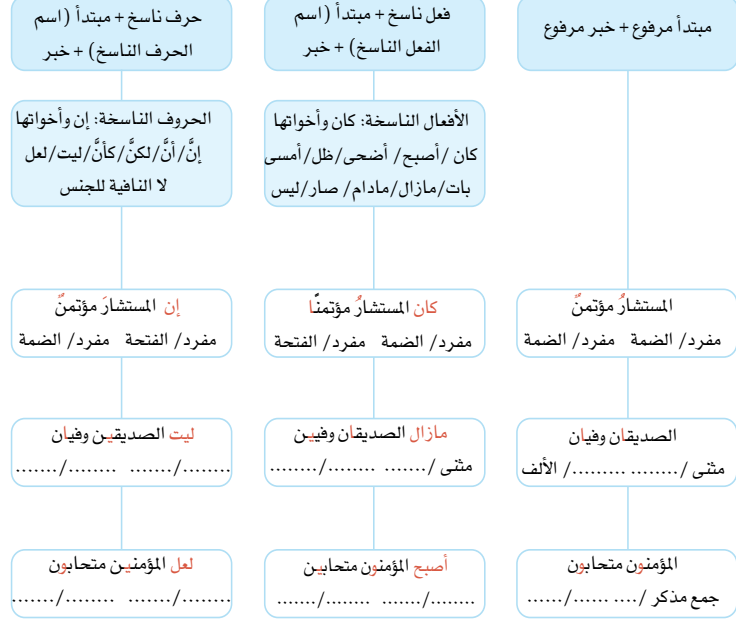 مبتدأ مرفوع + خبر مرفوع
فعل ناسخ + مبتدأ (اسم
الفعل الناسخ) + خبر
حرف ناسخ + مبتدأ (اسم
الحرف الناسخ) + خبر
الأفعال الناسخة: كان وأخواتها
كان /أصبح/ أضحى/ظل/أمسى
بات/مازال/مادام/ صار/ليس
الحروف الناسخة: إن وأخواتها
إنَّ/أنَّ/لكنَّ/كأنَّ/ليت/لعل
لا النافية للجنس
المستشارُ مؤتمنٌ
مفرد/ الضمة مفرد/ الضمة
كان المستشارُ مؤتمنًا
مفرد/ الضمة مفرد/ الفتحة
إن المستشارَ مؤتمنٌ
مفرد/ الفتحة مفرد/ الضمة
الصديقان وفيان
مثنى /........ ........./ الألف
مازال الصديقان وفيين
مثنى /....... ......../........
ليت الصديقين وفيان
......../....... ......../.......
المؤمنون متحابون
جمع مذكر /.... ....../......
أصبح المؤمنون متحابين
......../....... ......../.......
لعل المؤمنين متحابون
......../....... ......../.......